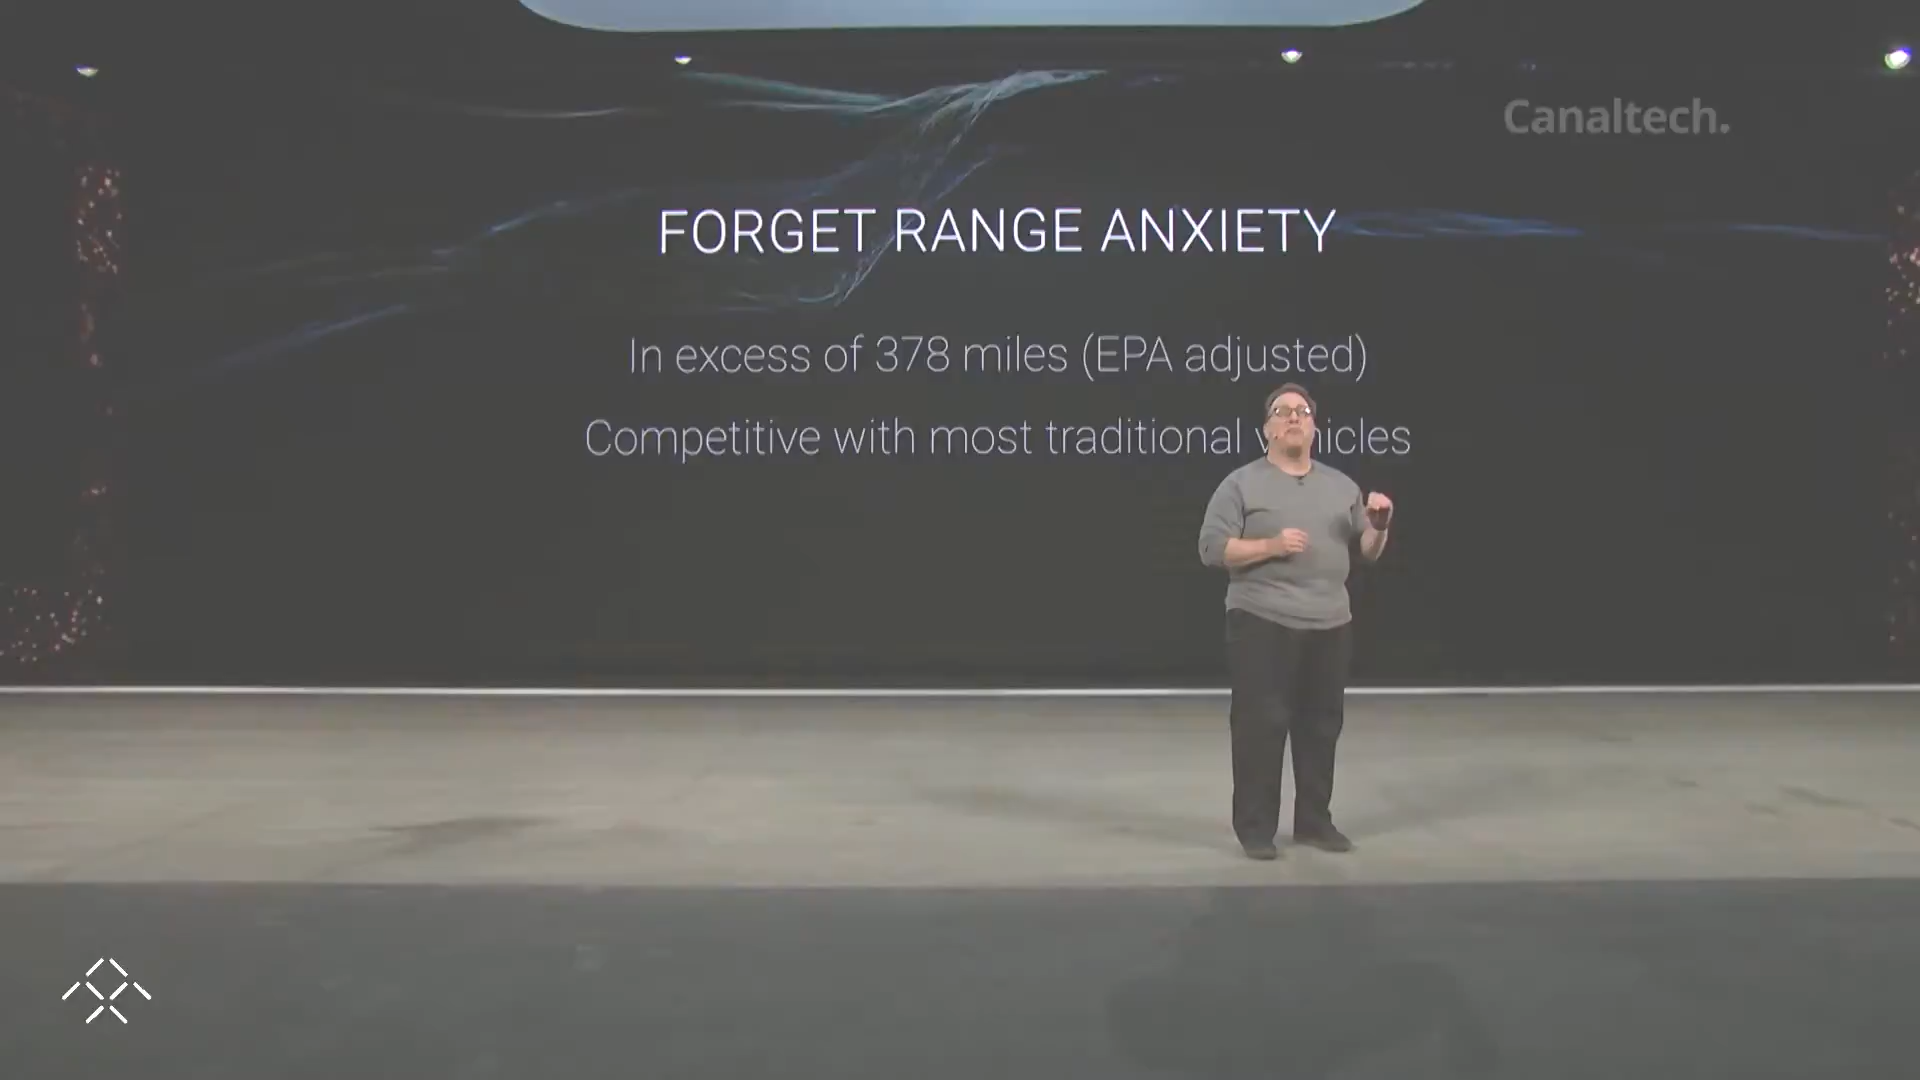 Canaltech.
FORGET RANGE ANXIETY
In excess of 378 miles (EPA adjusted)
Competitive with most traditional